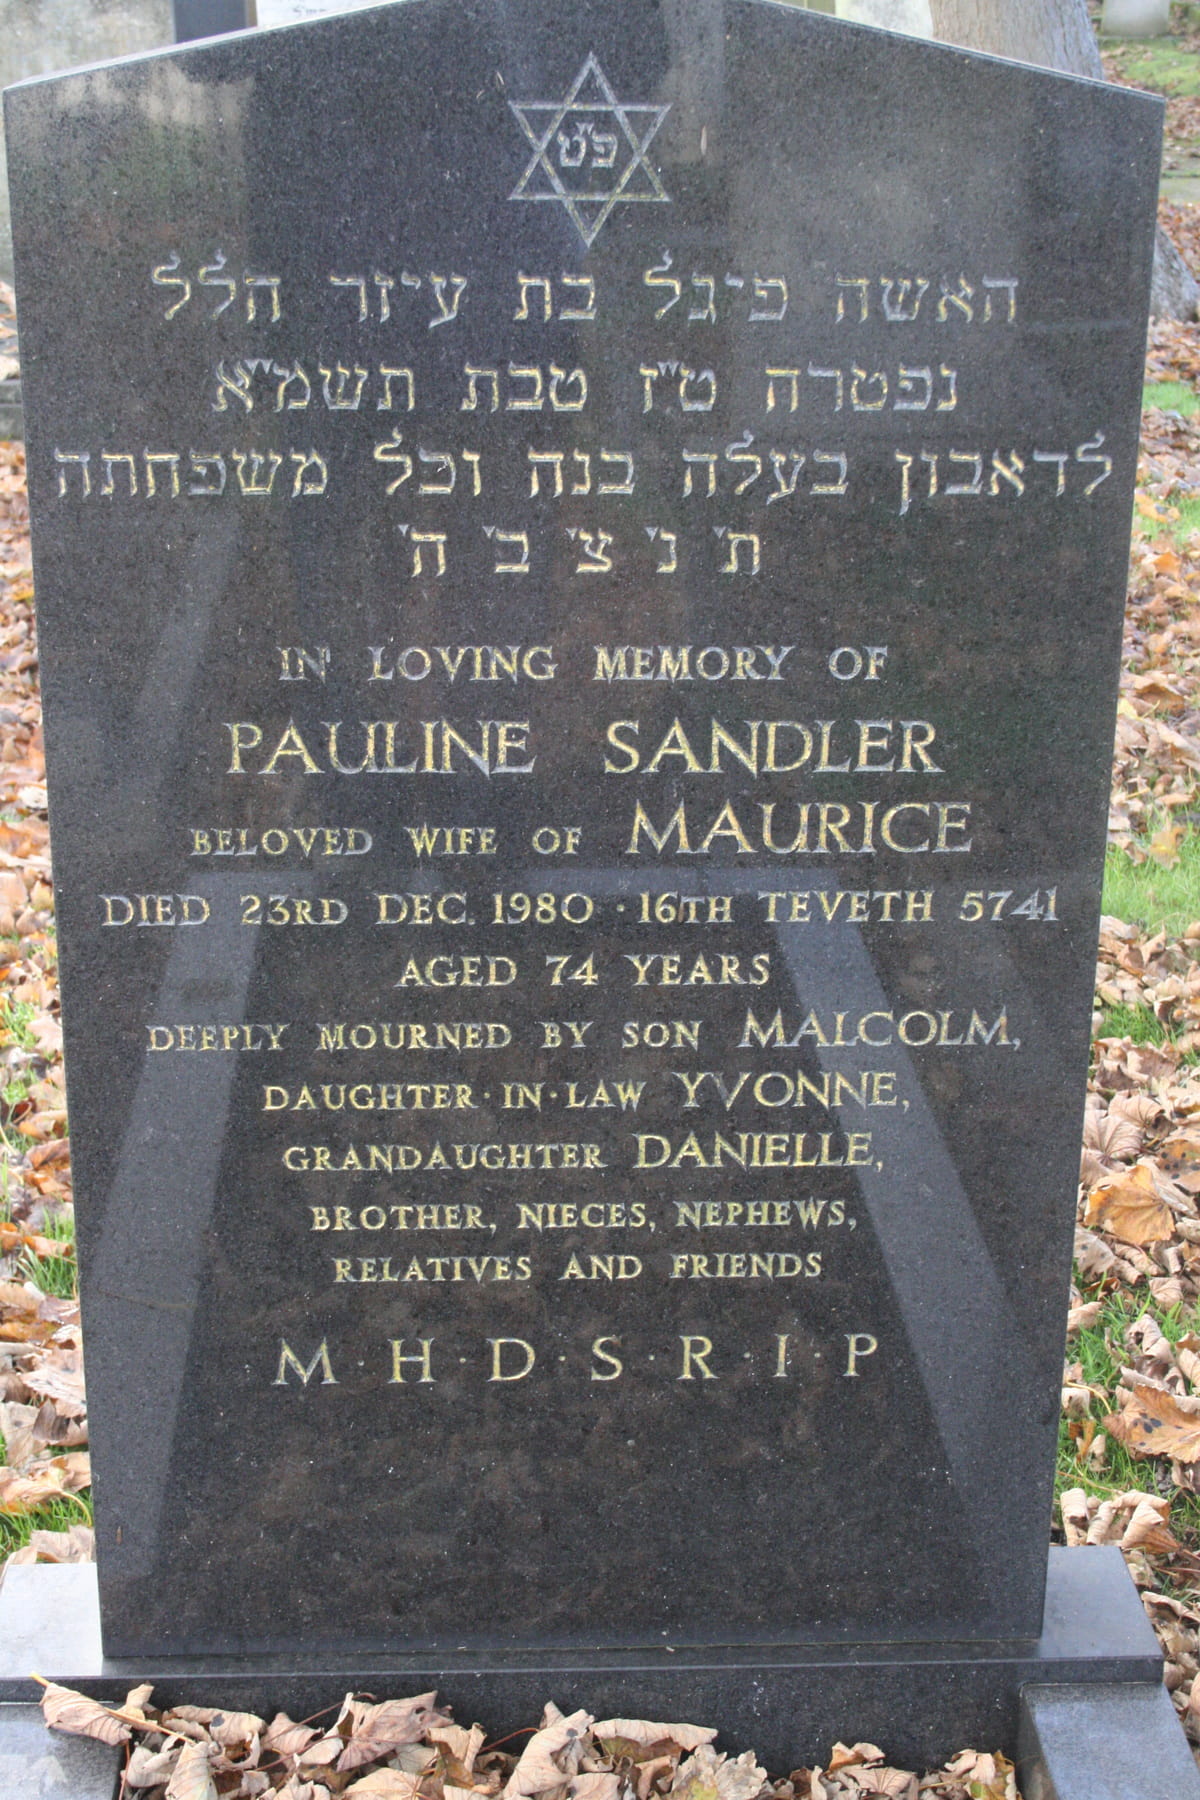 פ"ט
האשה פיגל בת עיזר הלל
נפטרה ט"ז טבת תשמ"א
לדאבון בעלה בנה וכל משפחתה
ת' נ' צ' ב' ה'
IN LOVING MEMORY OF
PAULINE SANDLER
BELOVED WIFE OF MAURICE
DIED 23RD DEC. 1980 · 16TH TEVETH 5741
AGED 74 YEARS
DEEPLY MOURNED BY SON MALCOLM,
DAUGHTER·IN·LAW YVONNE,
GRANDAUGHTER DANIELLE,
BROTHER, NIECES, NEPHEWS,
RELATIVES AND FRIENDS
M·H·D·S·R·I·P